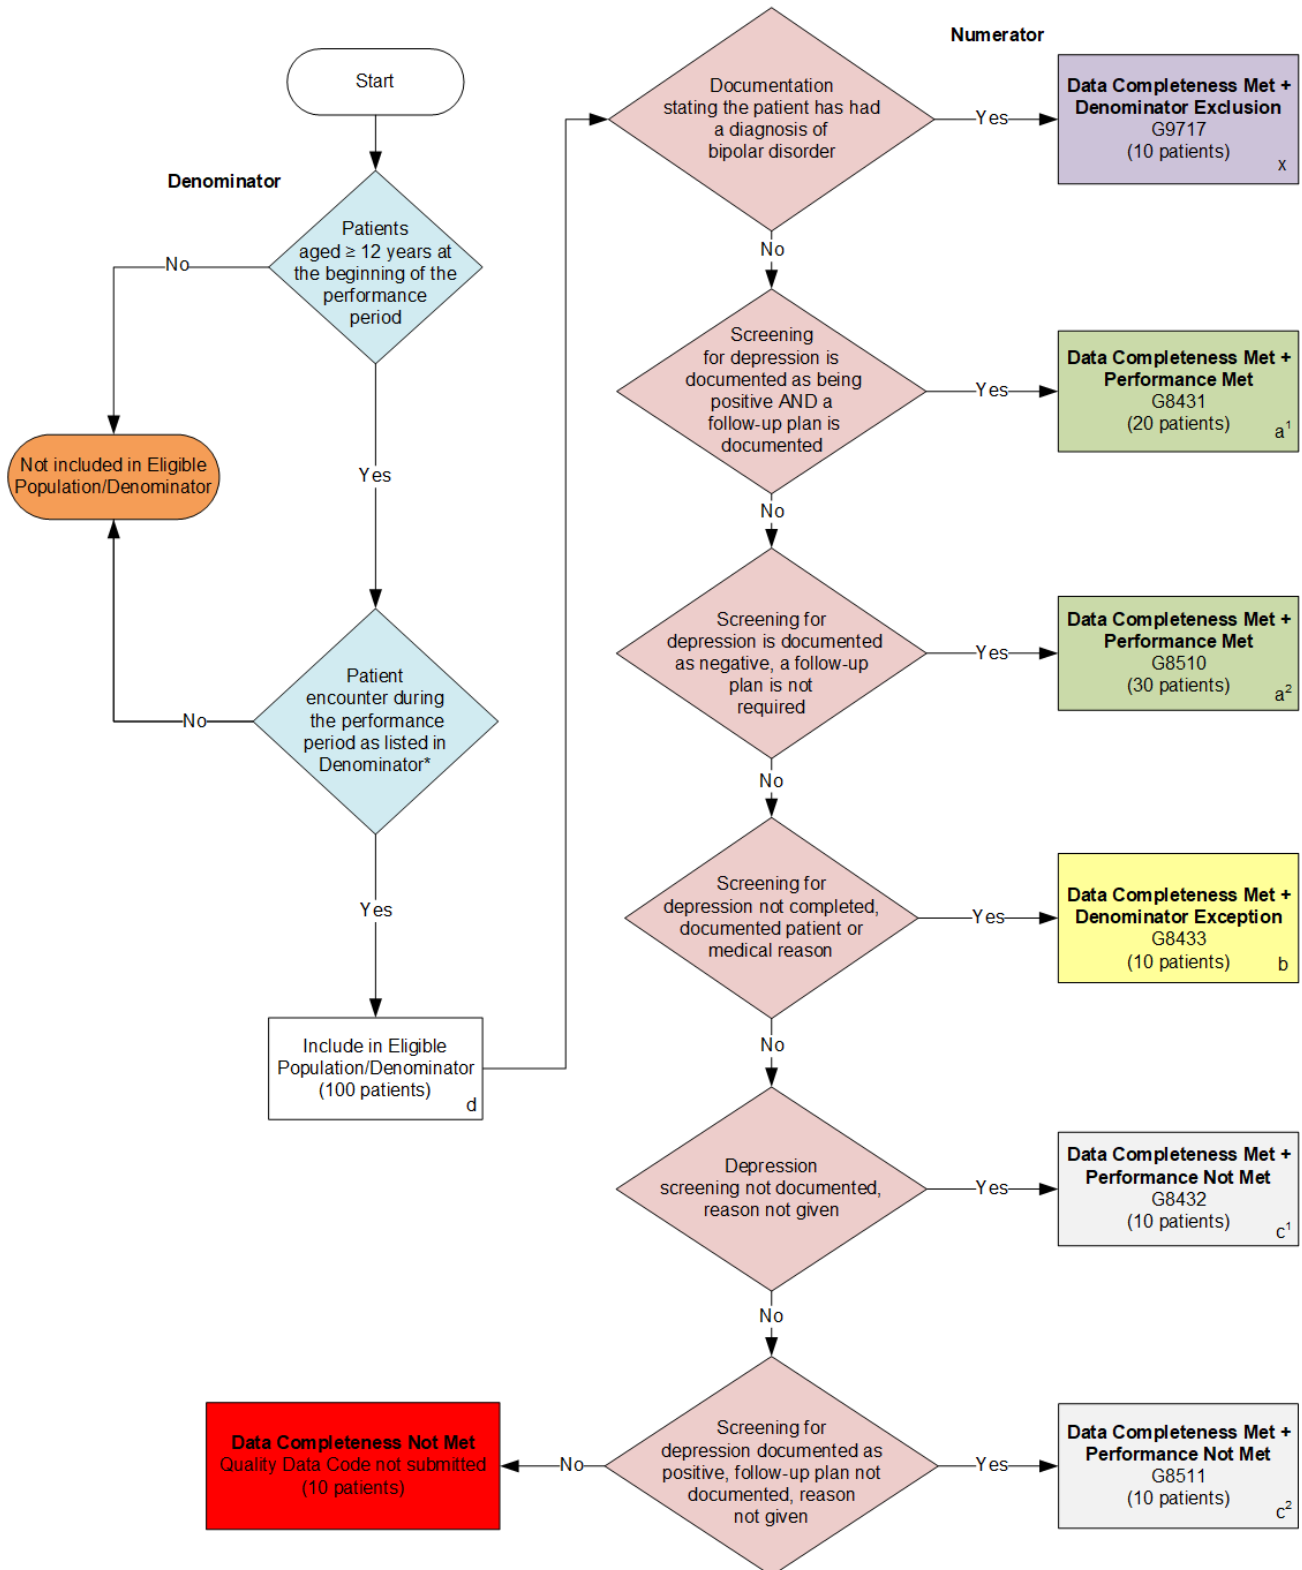 Start
Denominator
Patients
aged ≥ 12 years at
the beginning of the
performance
period
No
Not included in Eligible
Population/Denominator
Yes
Patient
encounter during
the performance
period as listed in
Denominator*
No
Yes
Include in Eligible
Population/Denominator
(100 patients)
d
Numerator
Documentation
stating the patient has had
a diagnosis of
bipolar disorder
Yes
Data Completeness Met +
Denominator Exclusion
G9717
(10 patients)
x
No
Screening
for depression is
documented as being
positive AND a
follow-up plan is
documented
Yes
Data Completeness Met +
Performance Met
G8431
(20 patients)
a¹
No
Screening for
depression is documented
as negative, a follow-up
plan is not
required
Yes
Data Completeness Met +
Performance Met
G8510
(30 patients)
a²
No
Screening for
depression not completed,
documented patient or
medical reason
Yes
Data Completeness Met +
Denominator Exception
G8433
(10 patients)
b
No
Depression
screening not documented,
reason not given
Yes
Data Completeness Met +
Performance Not Met
G8432
(10 patients)
c¹
No
Screening for
depression documented as
positive, follow-up plan not
documented, reason
not given
Yes
Data Completeness Met +
Performance Not Met
G8511
(10 patients)
c²
No
Data Completeness Not Met
Quality Data Code not submitted
(10 patients)